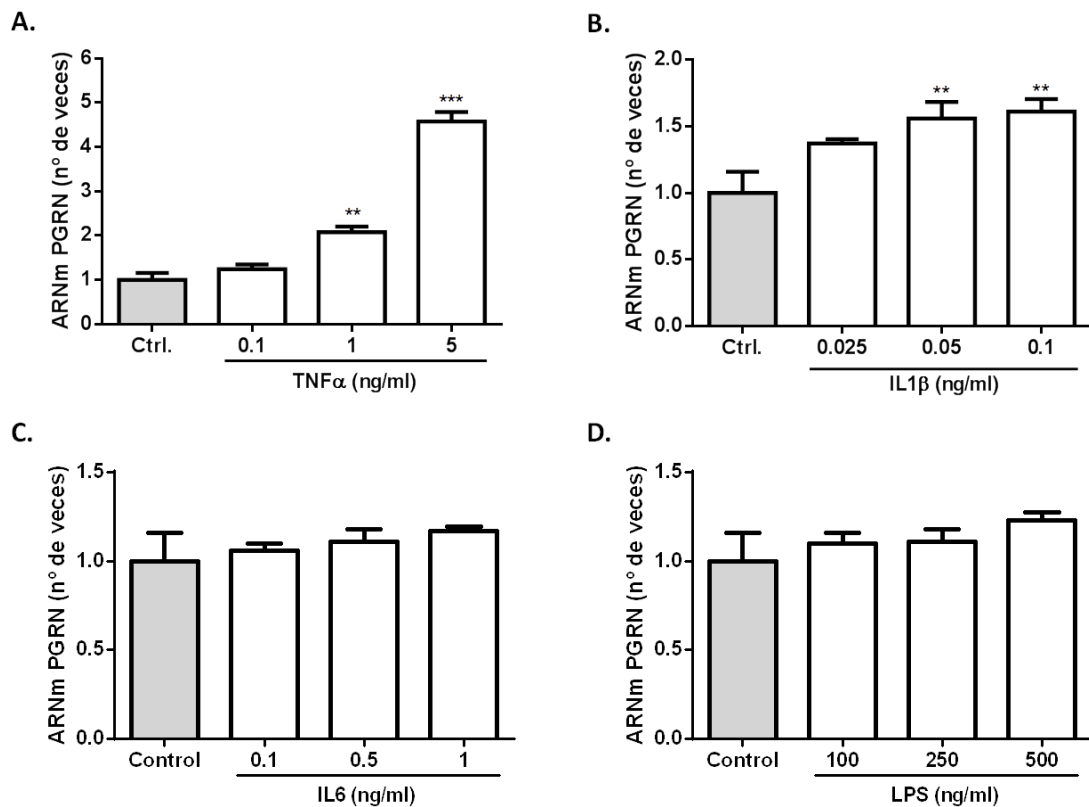 A.
ARNm PGRN (nº de veces)
6
5
4
3
2
1
0
**
***
Ctrl. 0.1 1 5
TNFα (ng/ml)
B.
ARNm PGRN (nº de veces)
2.0
1.5
1.0
0.5
0.0
** **
Ctrl. 0.025 0.05 0.1
IL1β (ng/ml)
C.
ARNm PGRN (nº de veces)
1.5
1.0
0.5
0.0
Control 0.1 0.5 1
IL6 (ng/ml)
D.
ARNm PGRN (nº de veces)
1.5
1.0
0.5
0.0
Control 100 250 500
LPS (ng/ml)